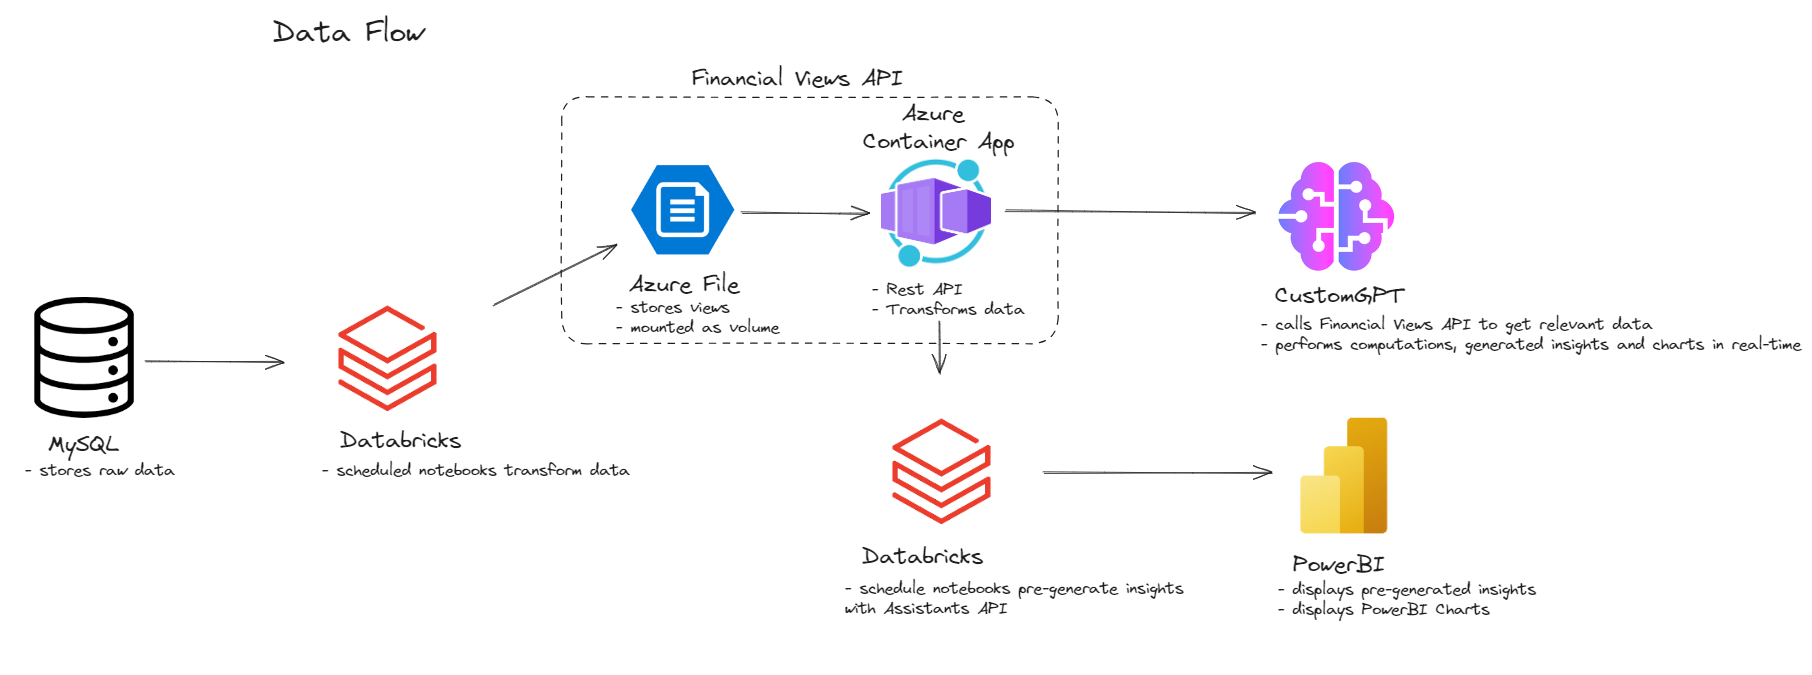 Data Flow
Financial Views API
Azure
Container App
Azure File
- stores views
- mounted as volume
- Rest API
- Transforms data
CustomGPT
- calls Financial Views API to get relevant data
- performs computations, generated insights and charts in real-time
MySQL
- stores raw data
Databricks
- scheduled notebooks transform data
Databricks
- schedule notebooks pre-generate insights
with Assistants API
PowerBI
- displays pre-generated insights
- displays PowerBI Charts